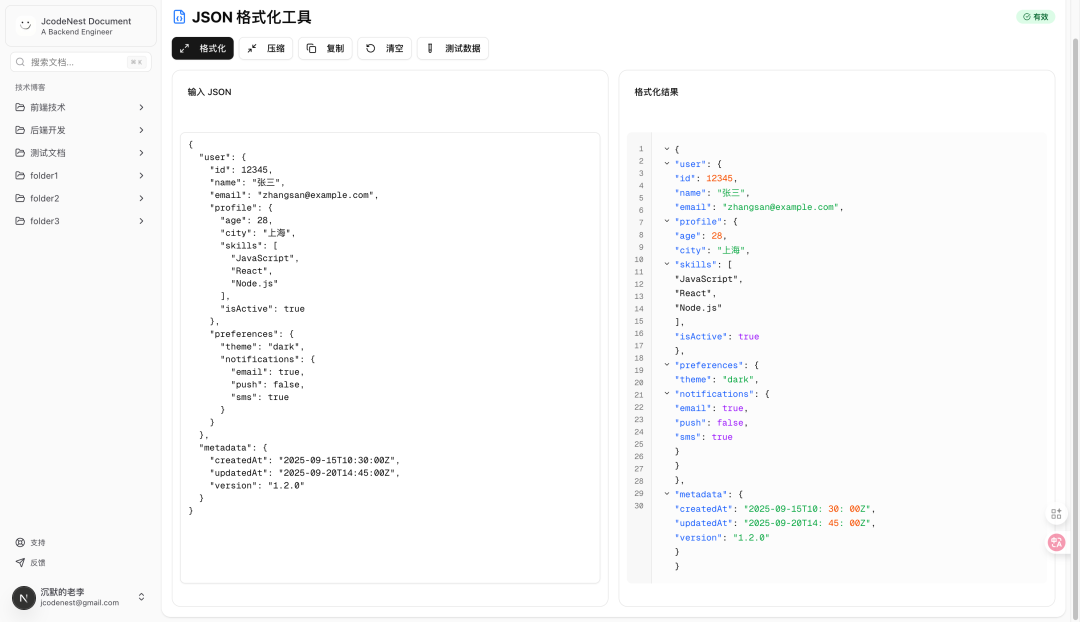 JcodeNest Document
A Backend Engineer
搜索文档...
⌘ K
技术博客
前端技术
后端开发
测试文档
folder1
folder2
folder3
支持
反馈
N
沉默的老李
jcodenest@gmail.com
JSON 格式化工具
有效
格式化
压缩
复制
清空
测试数据
输入 JSON
{
  "user": {
    "id": 12345,
    "name": "张三",
    "email": "zhangsan@example.com",
    "profile": {
      "age": 28,
      "city": "上海",
      "skills": [
        "JavaScript",
        "React",
        "Node.js"
      ],
      "isActive": true
    },
    "preferences": {
      "theme": "dark",
      "notifications": {
        "email": true,
        "push": false,
        "sms": true
      }
    }
  },
  "metadata": {
    "createdAt": "2025-09-15T10:30:00Z",
    "updatedAt": "2025-09-20T14:45:00Z",
    "version": "1.2.0"
  }
}
格式化结果
1 {
2 "user": {
3 "id": 12345,
4 "name": "张三",
5 "email": "zhangsan@example.com",
6 "profile": {
7 "age": 28,
8 "city": "上海",
9 "skills": [
10 "JavaScript",
11 "React",
12 "Node.js"
13 ],
14 "isActive": true
15 },
16 "preferences": {
17 "theme": "dark",
18 "notifications": {
19 "email": true,
20 "push": false,
21 "sms": true
22 }
23 }
24 },
25 "metadata": {
26 "createdAt": "2025-09-15T10: 30: 00Z",
27 "updatedAt": "2025-09-20T14: 45: 00Z",
28 "version": "1.2.0"
29 }
30 }